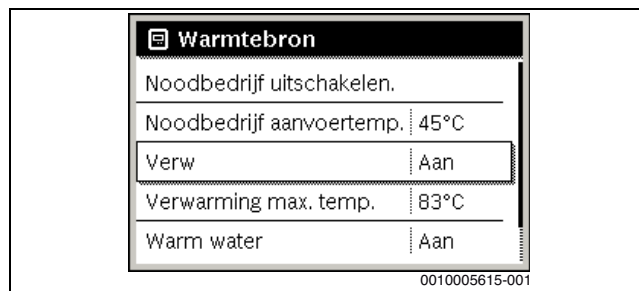 Warmtebron
Noodbedrijf uitschakelen.
Noodbedrijf aanvoertemp. 45°C
Verw Aan
Verwarming max. temp. 83°C
Warm water Aan
0010005615-001